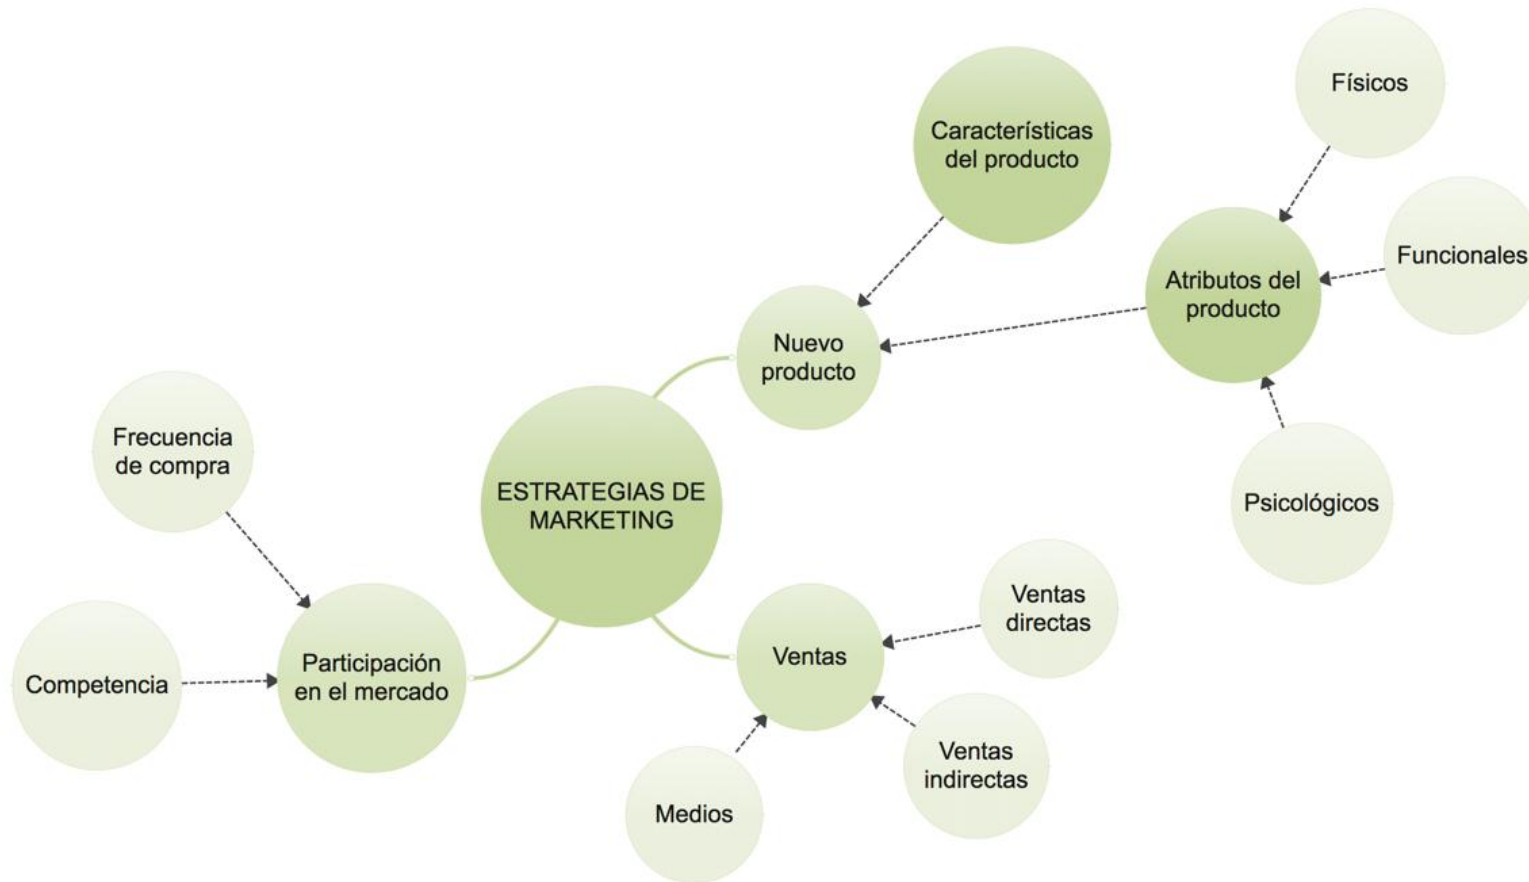 Físicos
Características
del producto
Funcionales
Atributos del
producto
Nuevo
producto
Frecuencia
de compra
ESTRATEGIAS DE
MARKETING
Psicológicos
Ventas
directas
Ventas
Participación
en el mercado
Competencia
Ventas
indirectas
Medios